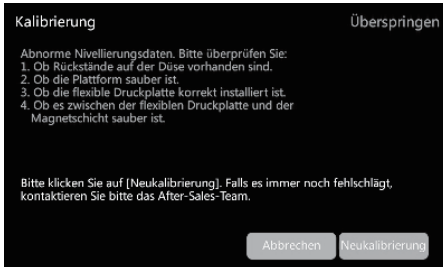 Kalibrierung
Überspringen
Abnorme Nivellierungsdaten. Bitte überprüfen Sie:
1. Ob Rückstände auf der Düse vorhanden sind.
2. Ob die Plattform sauber ist.
3. Ob die flexible Druckplatte korrekt installiert ist.
4. Ob es zwischen der flexiblen Druckplatte und der
Magnetschicht sauber ist.
Bitte klicken Sie auf [Neukalibrierung]. Falls es immer noch fehlschlägt,
kontaktieren Sie bitte das After-Sales-Team.
Abbrechen
Neukalibrierung